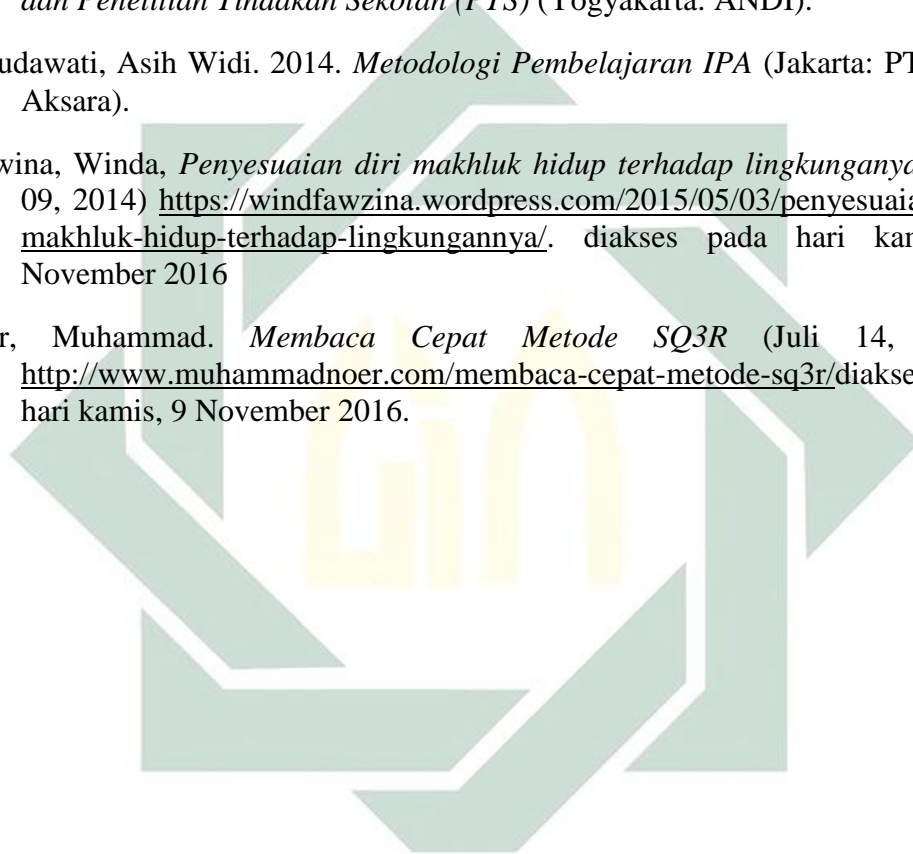 dan Penelitian Tindakan Sekolah (PTS) (Yogyakarta: ANDI).
udawati, Asih Widi. 2014. Metodologi Pembelajaran IPA (Jakarta: PT
Aksara).
wina, Winda, Penyesuaian diri makhluk hidup terhadap lingkunganya
09, 2014) https://windfawzina.wordpress.com/2015/05/03/penyesuaia
makhluk-hidup-terhadap-lingkungannya/. diakses pada hari kam
November 2016
r, Muhammad. Membaca Cepat Metode SQ3R (Juli 14,
http://www.muhammadnoer.com/membaca-cepat-metode-sq3r/diakse
hari kamis, 9 November 2016.